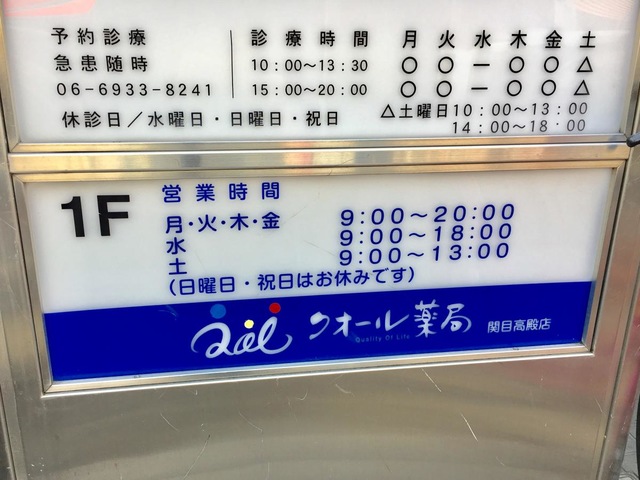 予約診療
急患随時
06-6933-8241
診療時間 月 火 水 木 金 土
10:00〜13:30 ○ ○ ー ○ ○ △
15:00〜20:00 ○ ○ ー ○ ○ △
休診日／水曜日・日曜日・祝日
△土曜日10:00〜13:00
14:00〜18:00
1F
営業時間
月・火・木・金 9:00〜20:00
水 9:00〜18:00
土 9:00〜13:00
(日曜日・祝日はお休みです)
Qol クオール薬局 関目高殿店
Quality Of Life